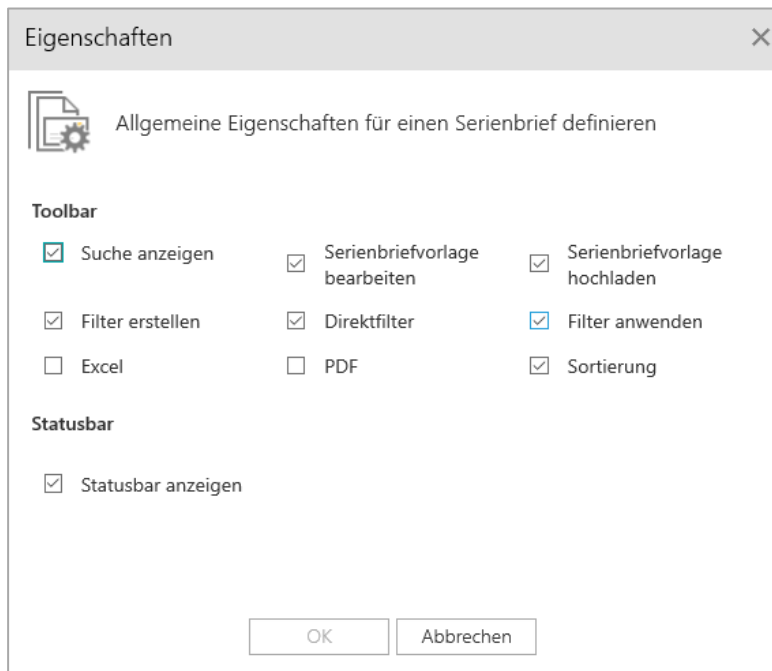 Eigenschaften
Allgemeine Eigenschaften für einen Serienbrief definieren
Toolbar
Suche anzeigen
Serienbriefvorlage
bearbeiten
Serienbriefvorlage
hochladen
Filter erstellen
Direktfilter
Filter anwenden
Excel
PDF
Sortierung
Statusbar
Statusbar anzeigen
OK
Abbrechen